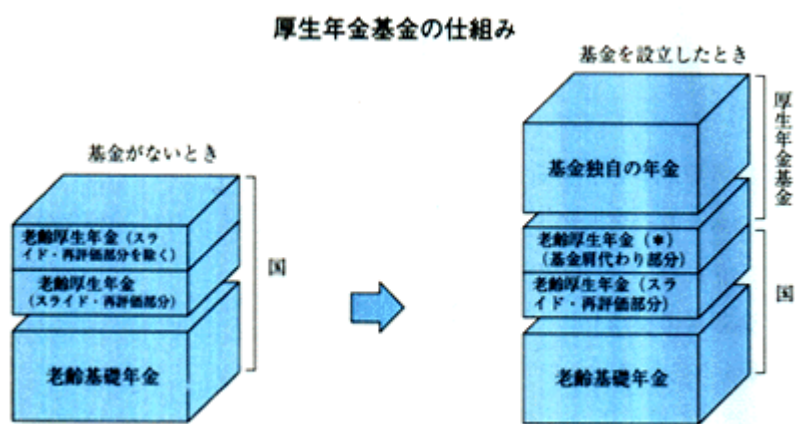 厚生年金基金の仕組み
基金がないとき
老齢厚生年金（スラ
イド・再評価部分を除く）
老齢厚生年金
（スライド・再評価部分）
老齢基礎年金
国
基金を設立したとき
基金独自の年金
老齢厚生年金（＊）
（基金肩代わり部分）
老齢厚生年金（スラ
イド・再評価部分）
老齢基礎年金
厚生年金基金
国